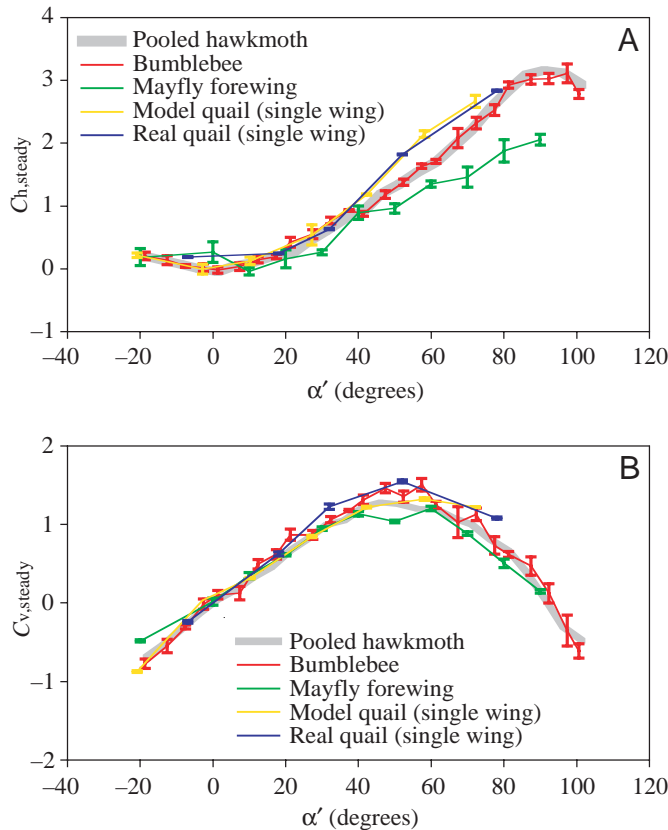 A
Pooled hawkmoth
Bumblebee
Mayfly forewing
Model quail (single wing)
Real quail (single wing)
4
3
2
1
0
−1
Ch,steady
−40 −20 0 20 40 60 80 100 120
α′ (degrees)
B
2
1
0
−1
−2
Cv,steady
Pooled hawkmoth
Bumblebee
Mayfly forewing
Model quail (single wing)
Real quail (single wing)
−40 −20 0 20 40 60 80 100 120
α′ (degrees)